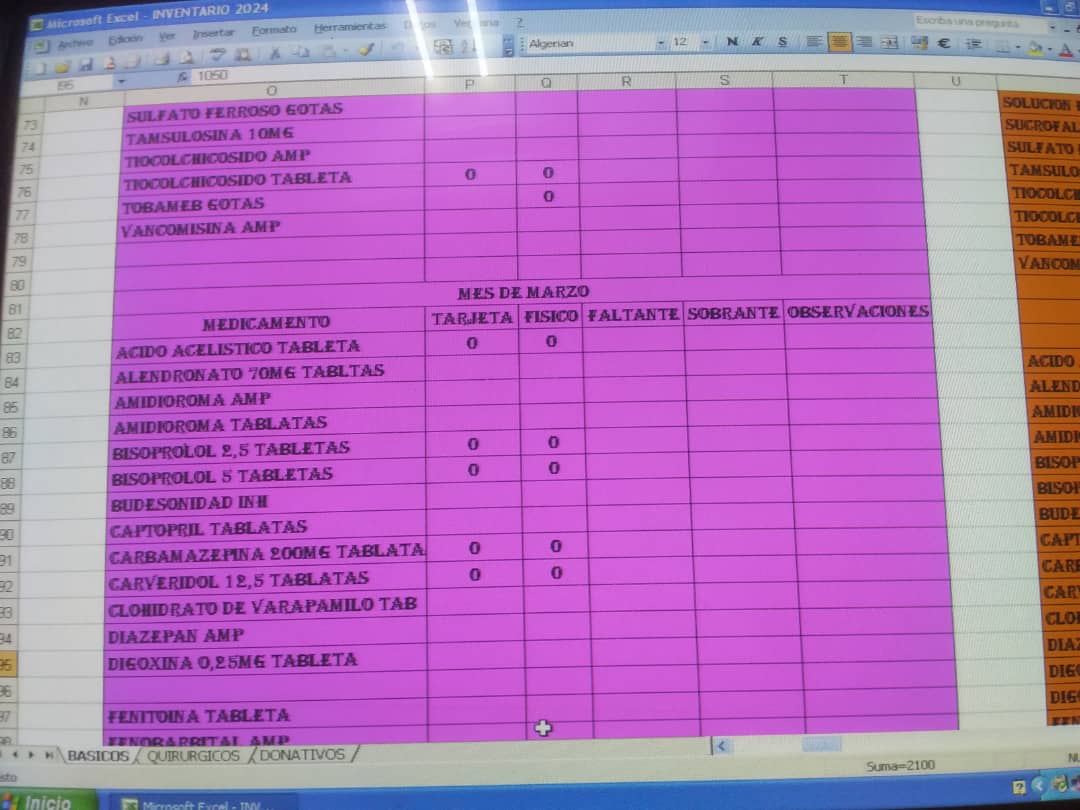 Microsoft Excel - INVENTARIO 2024
Archivo Edición Ver Insertar Formato Herramientas Ventana ?
Escriba una pregunta
Algerian 12 N K S €
I95 fx 1050
N O P Q R S T U
73 SULFATO FERROSO GOTAS
74 TAMSULOSINA 10MG
75 TIOCOLCHICOSIDO AMP
76 TIOCOLCHICOSIDO TABLETA 0 0
77 TOBAMEB GOTAS 0
78 VANCOMISINA AMP
79
80
81 MES DE MARZO
82 MEDICAMENTO TARJETA FISICO FALTANTE SOBRANTE OBSERVACIONES
83 ACIDO ACELISTICO TABLETA 0 0
84 ALENDRONATO 70MG TABLTAS
85 AMIDIOROMA AMP
86 AMIDIOROMA TABLATAS
87 BISOPROLOL 2,5 TABLETAS 0 0
88 BISOPROLOL 5 TABLETAS 0 0
89 BUDESONIDAD INH
90 CAPTOPRIL TABLATAS
91 CARBAMAZEPINA 200MG TABLATA 0 0
92 CARVERIDOL 12,5 TABLATAS 0 0
93 CLOHIDRATO DE VARAPAMILO TAB
94 DIAZEPAN AMP
95 DIGOXINA 0,25MG TABLETA
96
97 FENITOINA TABLETA
98 FENOBARBITAL AMP
SOLUCION
SUCROFAL
SULFATO
TAMSULO
TIOCOLCH
TIOCOLCH
TOBAME
VANCOM
ACIDO
ALEND
AMIDI
AMIDI
BISOP
BISOP
BUDE
CAPT
CARB
CARV
CLOH
DIAZ
DIGO
DIGO
BASICOS QUIRURGICOS DONATIVOS
Suma=2100
Inicio Microsoft Excel - INV...